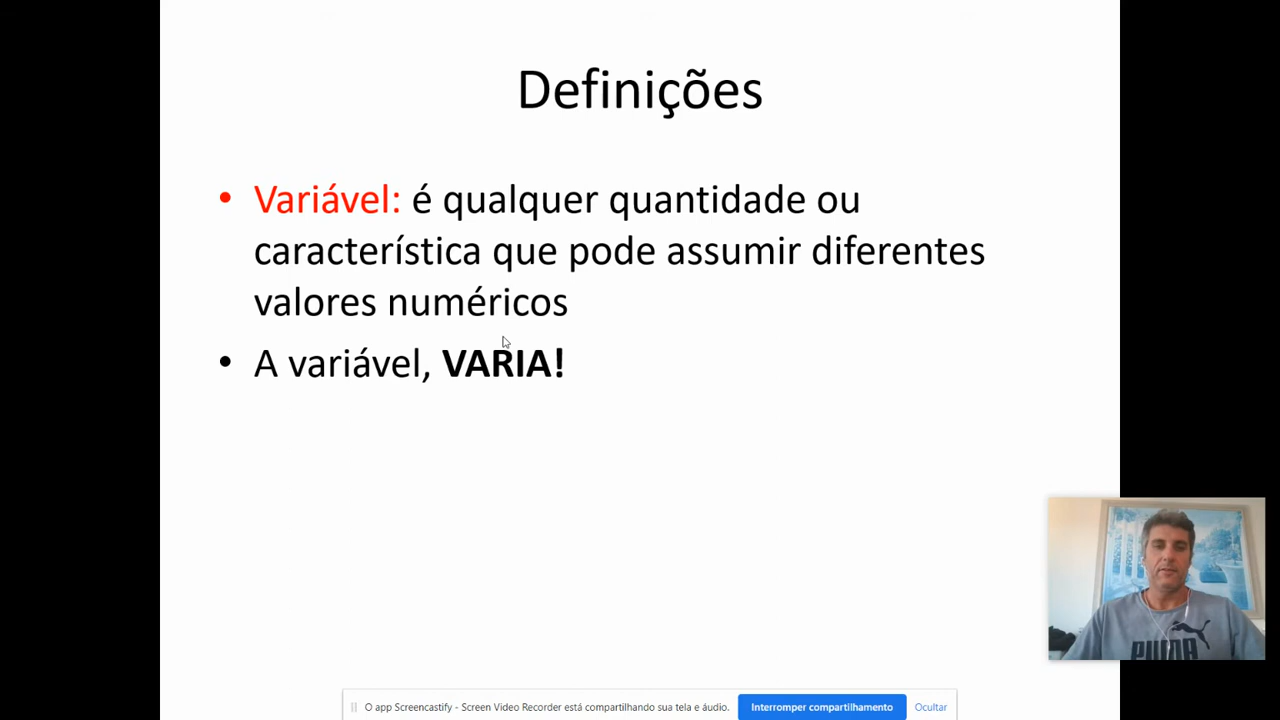 Definições
• Variável: é qualquer quantidade ou
característica que pode assumir diferentes
valores numéricos
• A variável, VARIA!
PUMA
O app Screencastify - Screen Video Recorder está compartilhando sua tela e áudio.
Interromper compartilhamento
Ocultar